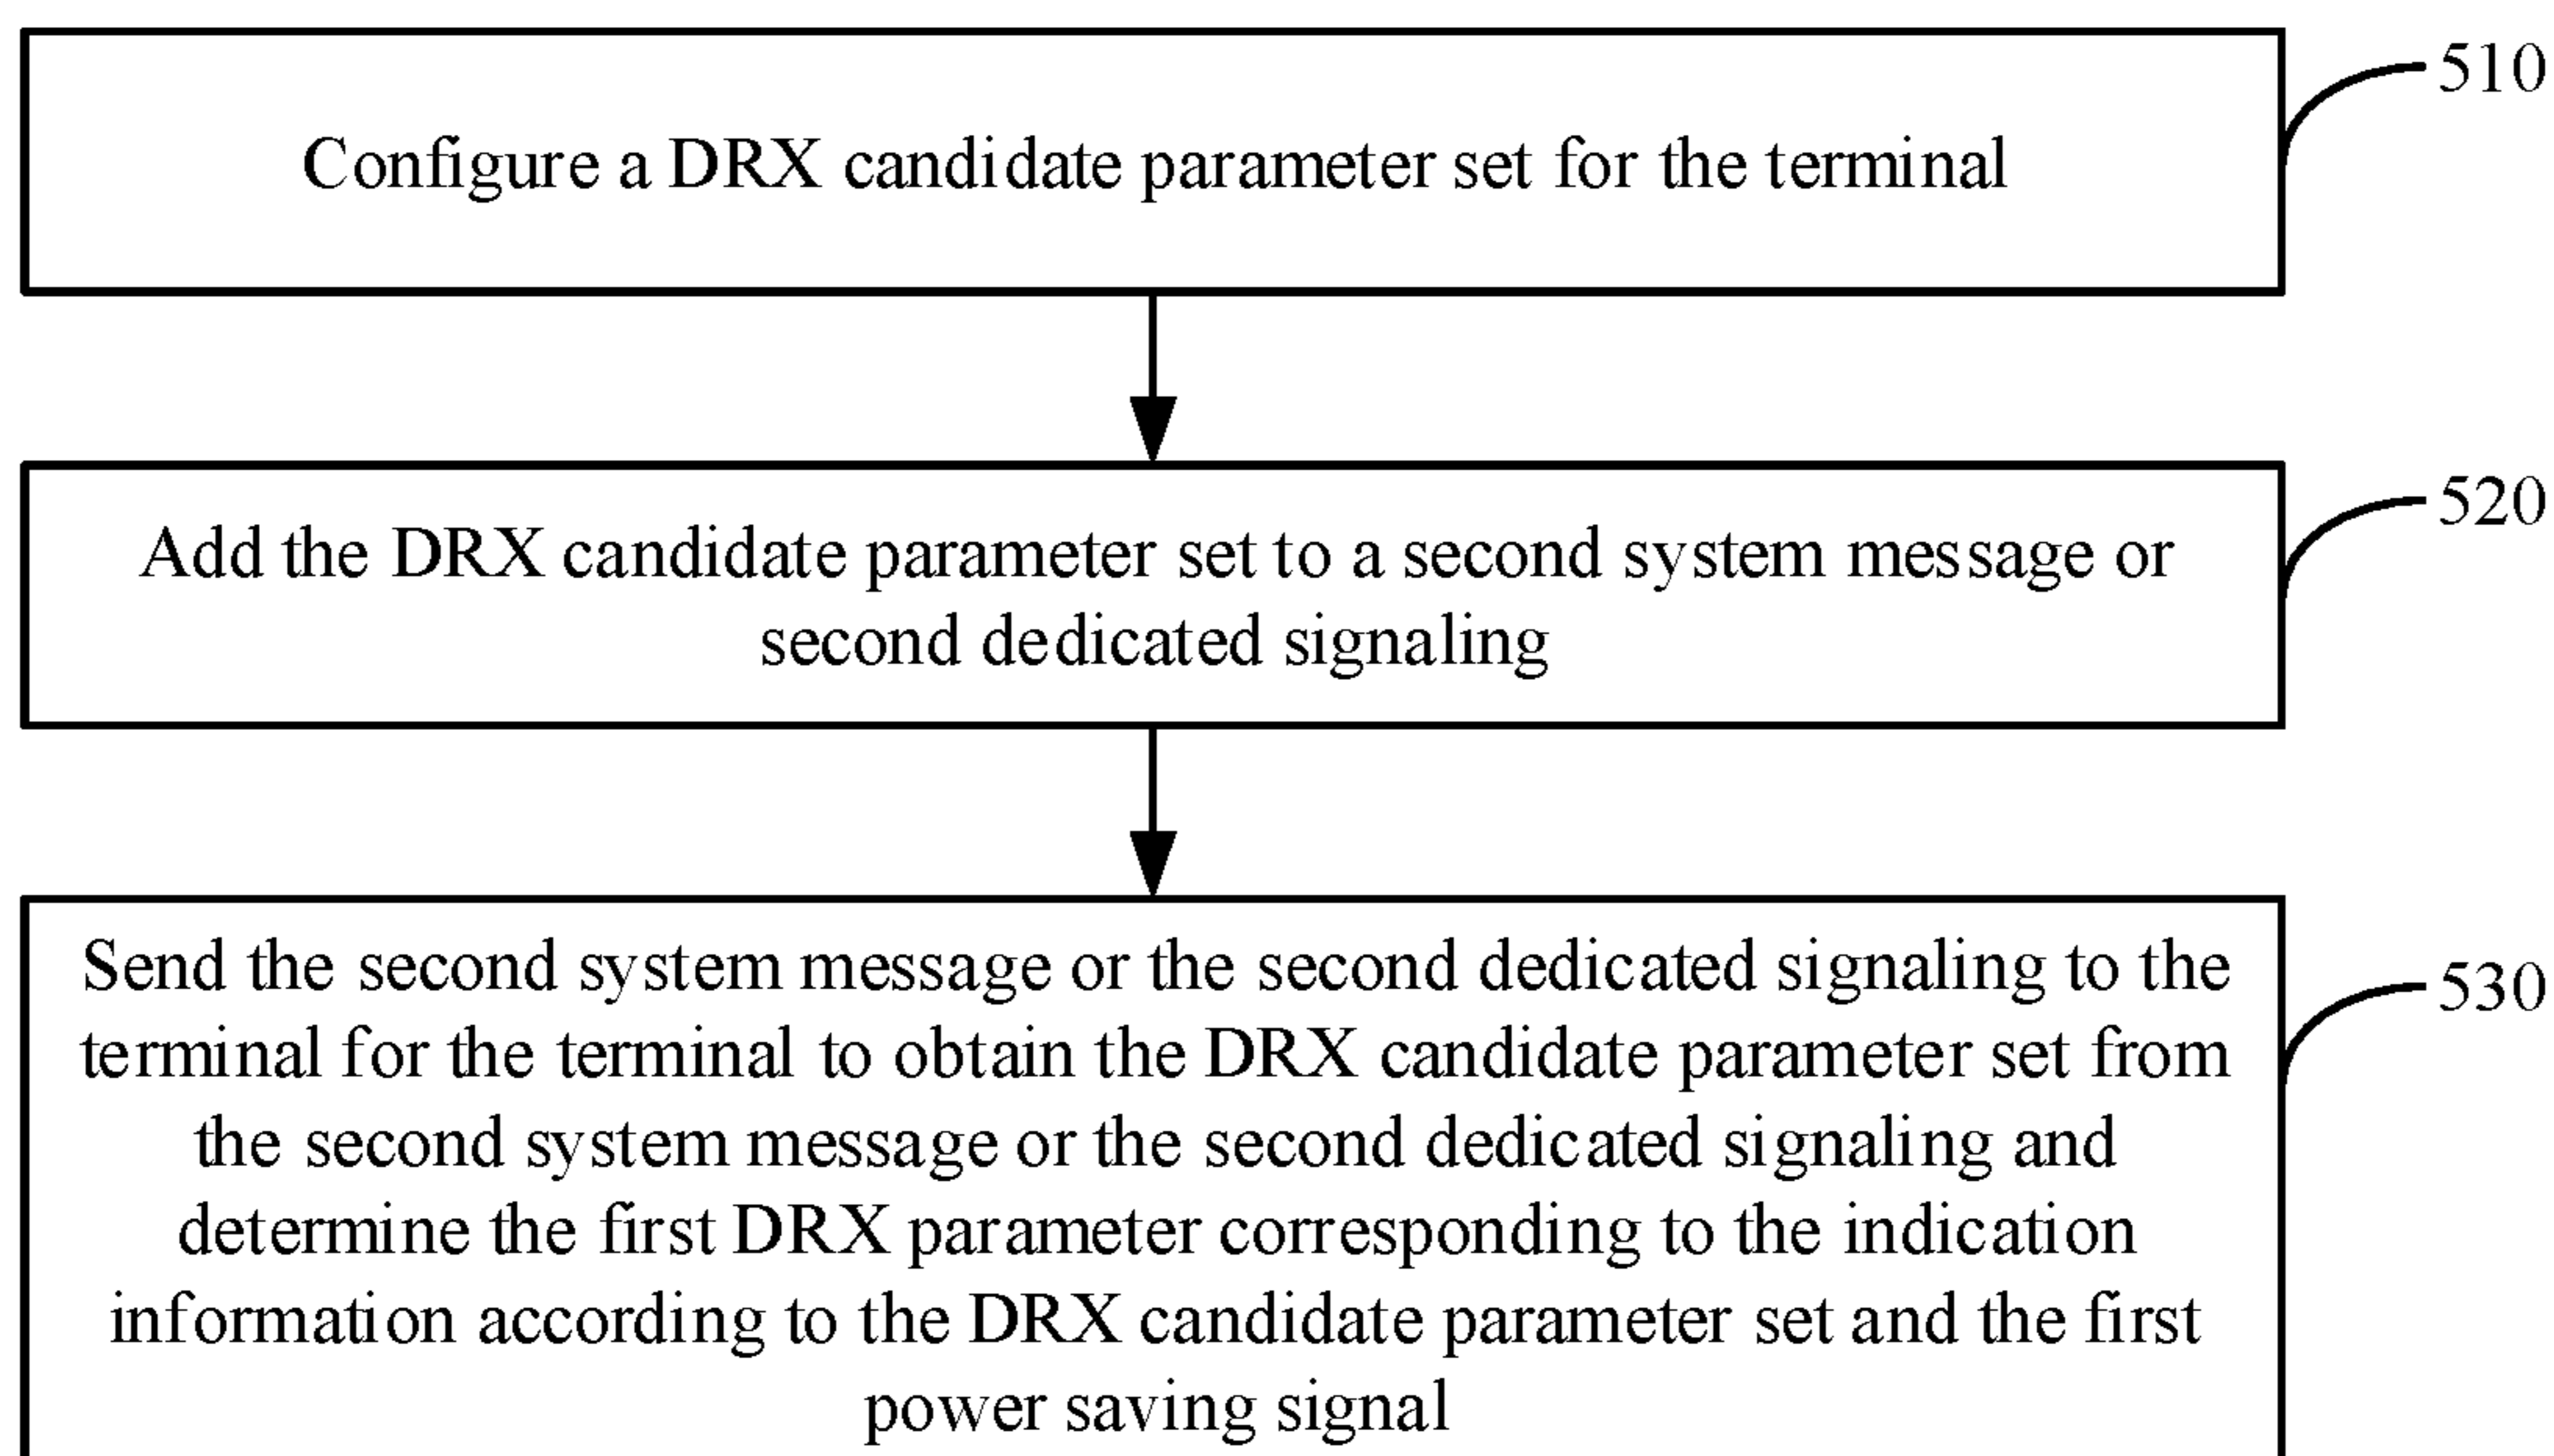 Configure a DRX candidate parameter set for the terminal
510
Add the DRX candidate parameter set to a second system message or
second dedicated signaling
520
Send the second system message or the second dedicated signaling to the
terminal for the terminal to obtain the DRX candidate parameter set from
the second system message or the second dedicated signaling and
determine the first DRX parameter corresponding to the indication
information according to the DRX candidate parameter set and the first
power saving signal
530